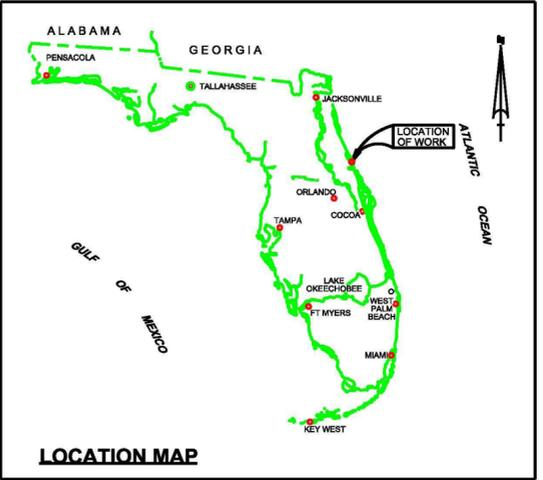 ALABAMA
GEORGIA
PENSACOLA
TALLAHASSEE
N
JACKSONVILLE
LOCATION
OF WORK
ATLANTIC
OCEAN
ORLANDO
COCOA
TAMPA
GULF
OF
MEXICO
LAKE
OKEECHOBEE
WEST
PALM
BEACH
FT MYERS
MIAMI
KEY WEST
LOCATION MAP